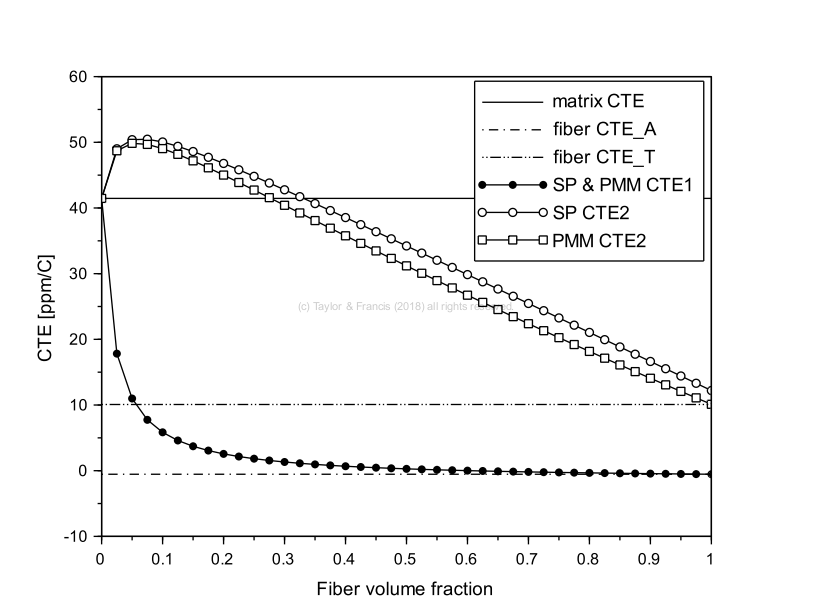 60
50
40
30
20
10
0
-10
CTE [ppm/C]
matrix CTE
fiber CTE_A
fiber CTE_T
SP & PMM CTE1
SP CTE2
PMM CTE2
(c) Taylor & Francis (2018) all rights reserved.
0 0.1 0.2 0.3 0.4 0.5 0.6 0.7 0.8 0.9 1
Fiber volume fraction